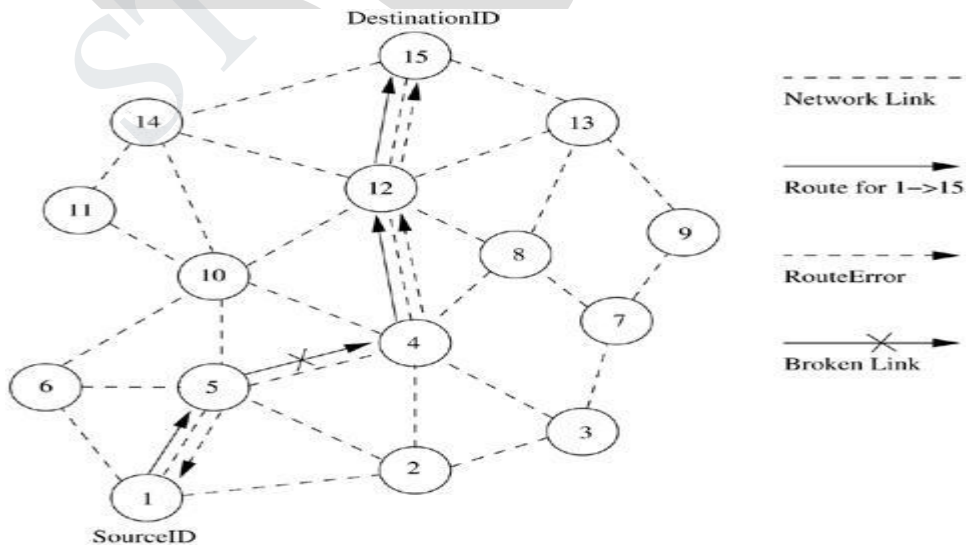 DestinationID
15
14
13
12
11
9
8
10
7
4
6
5
3
2
1
SourceID
Network Link
Route for 1->15
RouteError
Broken Link